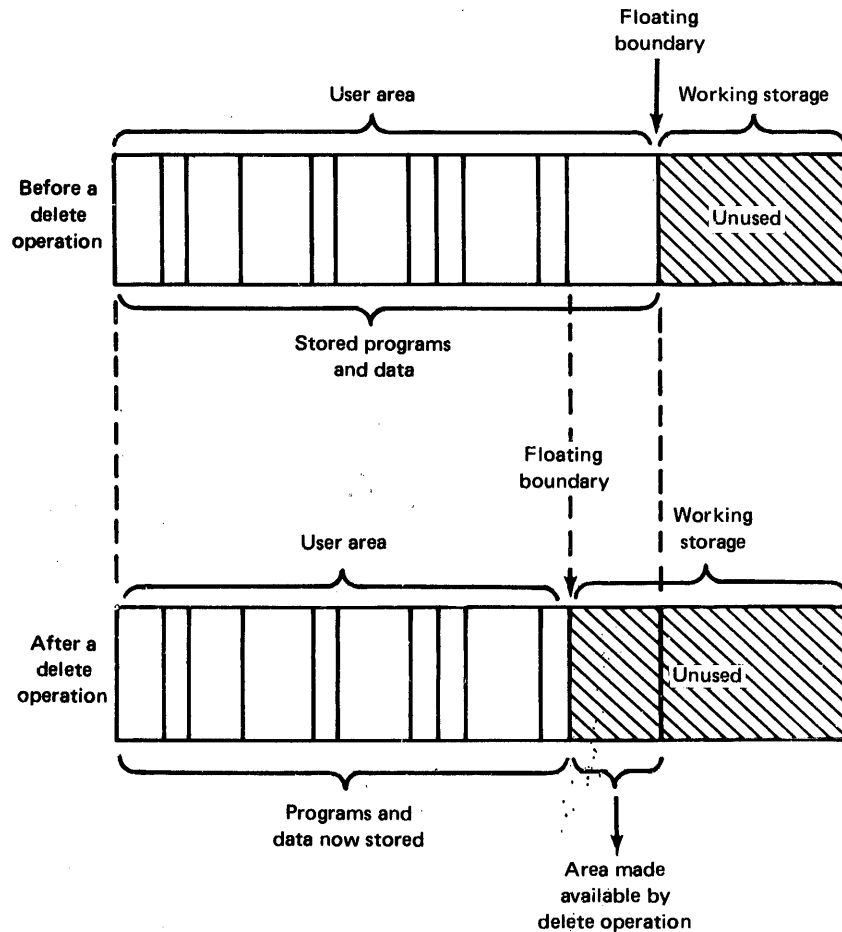 Floating
boundary
User area
Working storage
Before a
delete
operation
Unused
Stored programs
and data
Floating
boundary
Working
storage
User area
After a
delete
operation
Unused
Programs and
data now stored
Area made
available by
delete operation